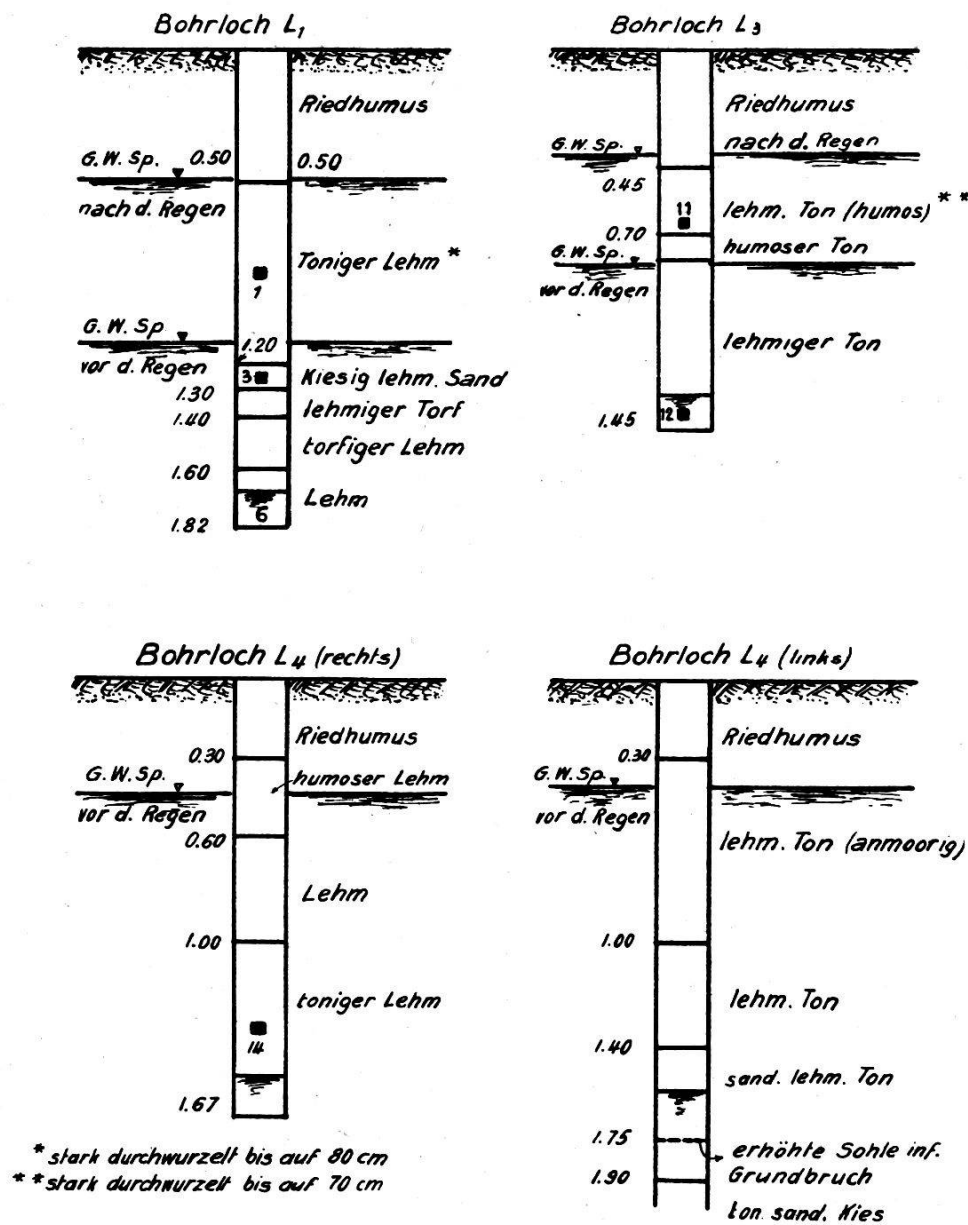 Bohrloch L1
Riedhumus
G.W. Sp. 0.50
0.50
nach d. Regen
Toniger Lehm *
1
G.W. Sp
1.20
vor d. Regen
3
Kiesig lehm. Sand
1.30
lehmiger Torf
1.40
torfiger Lehm
1.60
Lehm
6
1.82
Bohrloch L3
Riedhumus
G.W. Sp.
nach d. Regen
0.45
11
lehm. Ton (humos) * *
0.70
humoser Ton
G.W. Sp.
vor d. Regen
lehmiger Ton
12
1.45
Bohrloch L4 (rechts)
Riedhumus
0.30
humoser Lehm
G.W. Sp.
vor d. Regen
0.60
Lehm
1.00
toniger Lehm
14
1.67
* stark durchwurzelt bis auf 80 cm
* * stark durchwurzelt bis auf 70 cm
Bohrloch L4 (links)
Riedhumus
0.30
G.W. Sp.
vor d. Regen
lehm. Ton (anmoorig)
1.00
lehm. Ton
1.40
sand. lehm. Ton
1.75
erhöhte Sohle inf.
Grundbruch
1.90
ton. sand. Kies